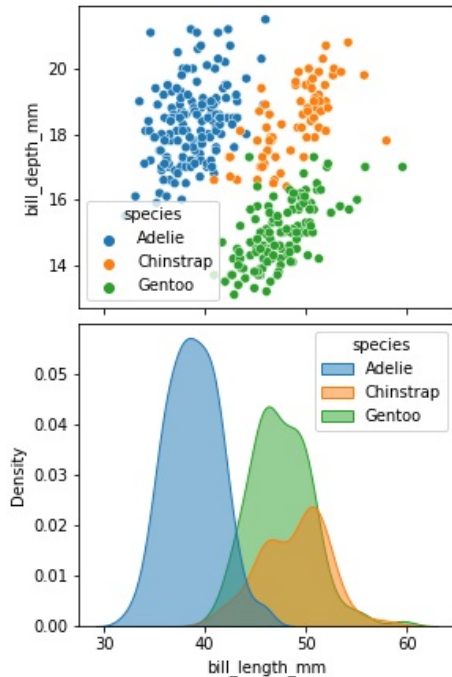 20
18
16
14
bill_depth_mm
species
Adelie
Chinstrap
Gentoo
0.05
0.04
0.03
0.02
0.01
0.00
Density
species
Adelie
Chinstrap
Gentoo
30 40 50 60
bill_length_mm